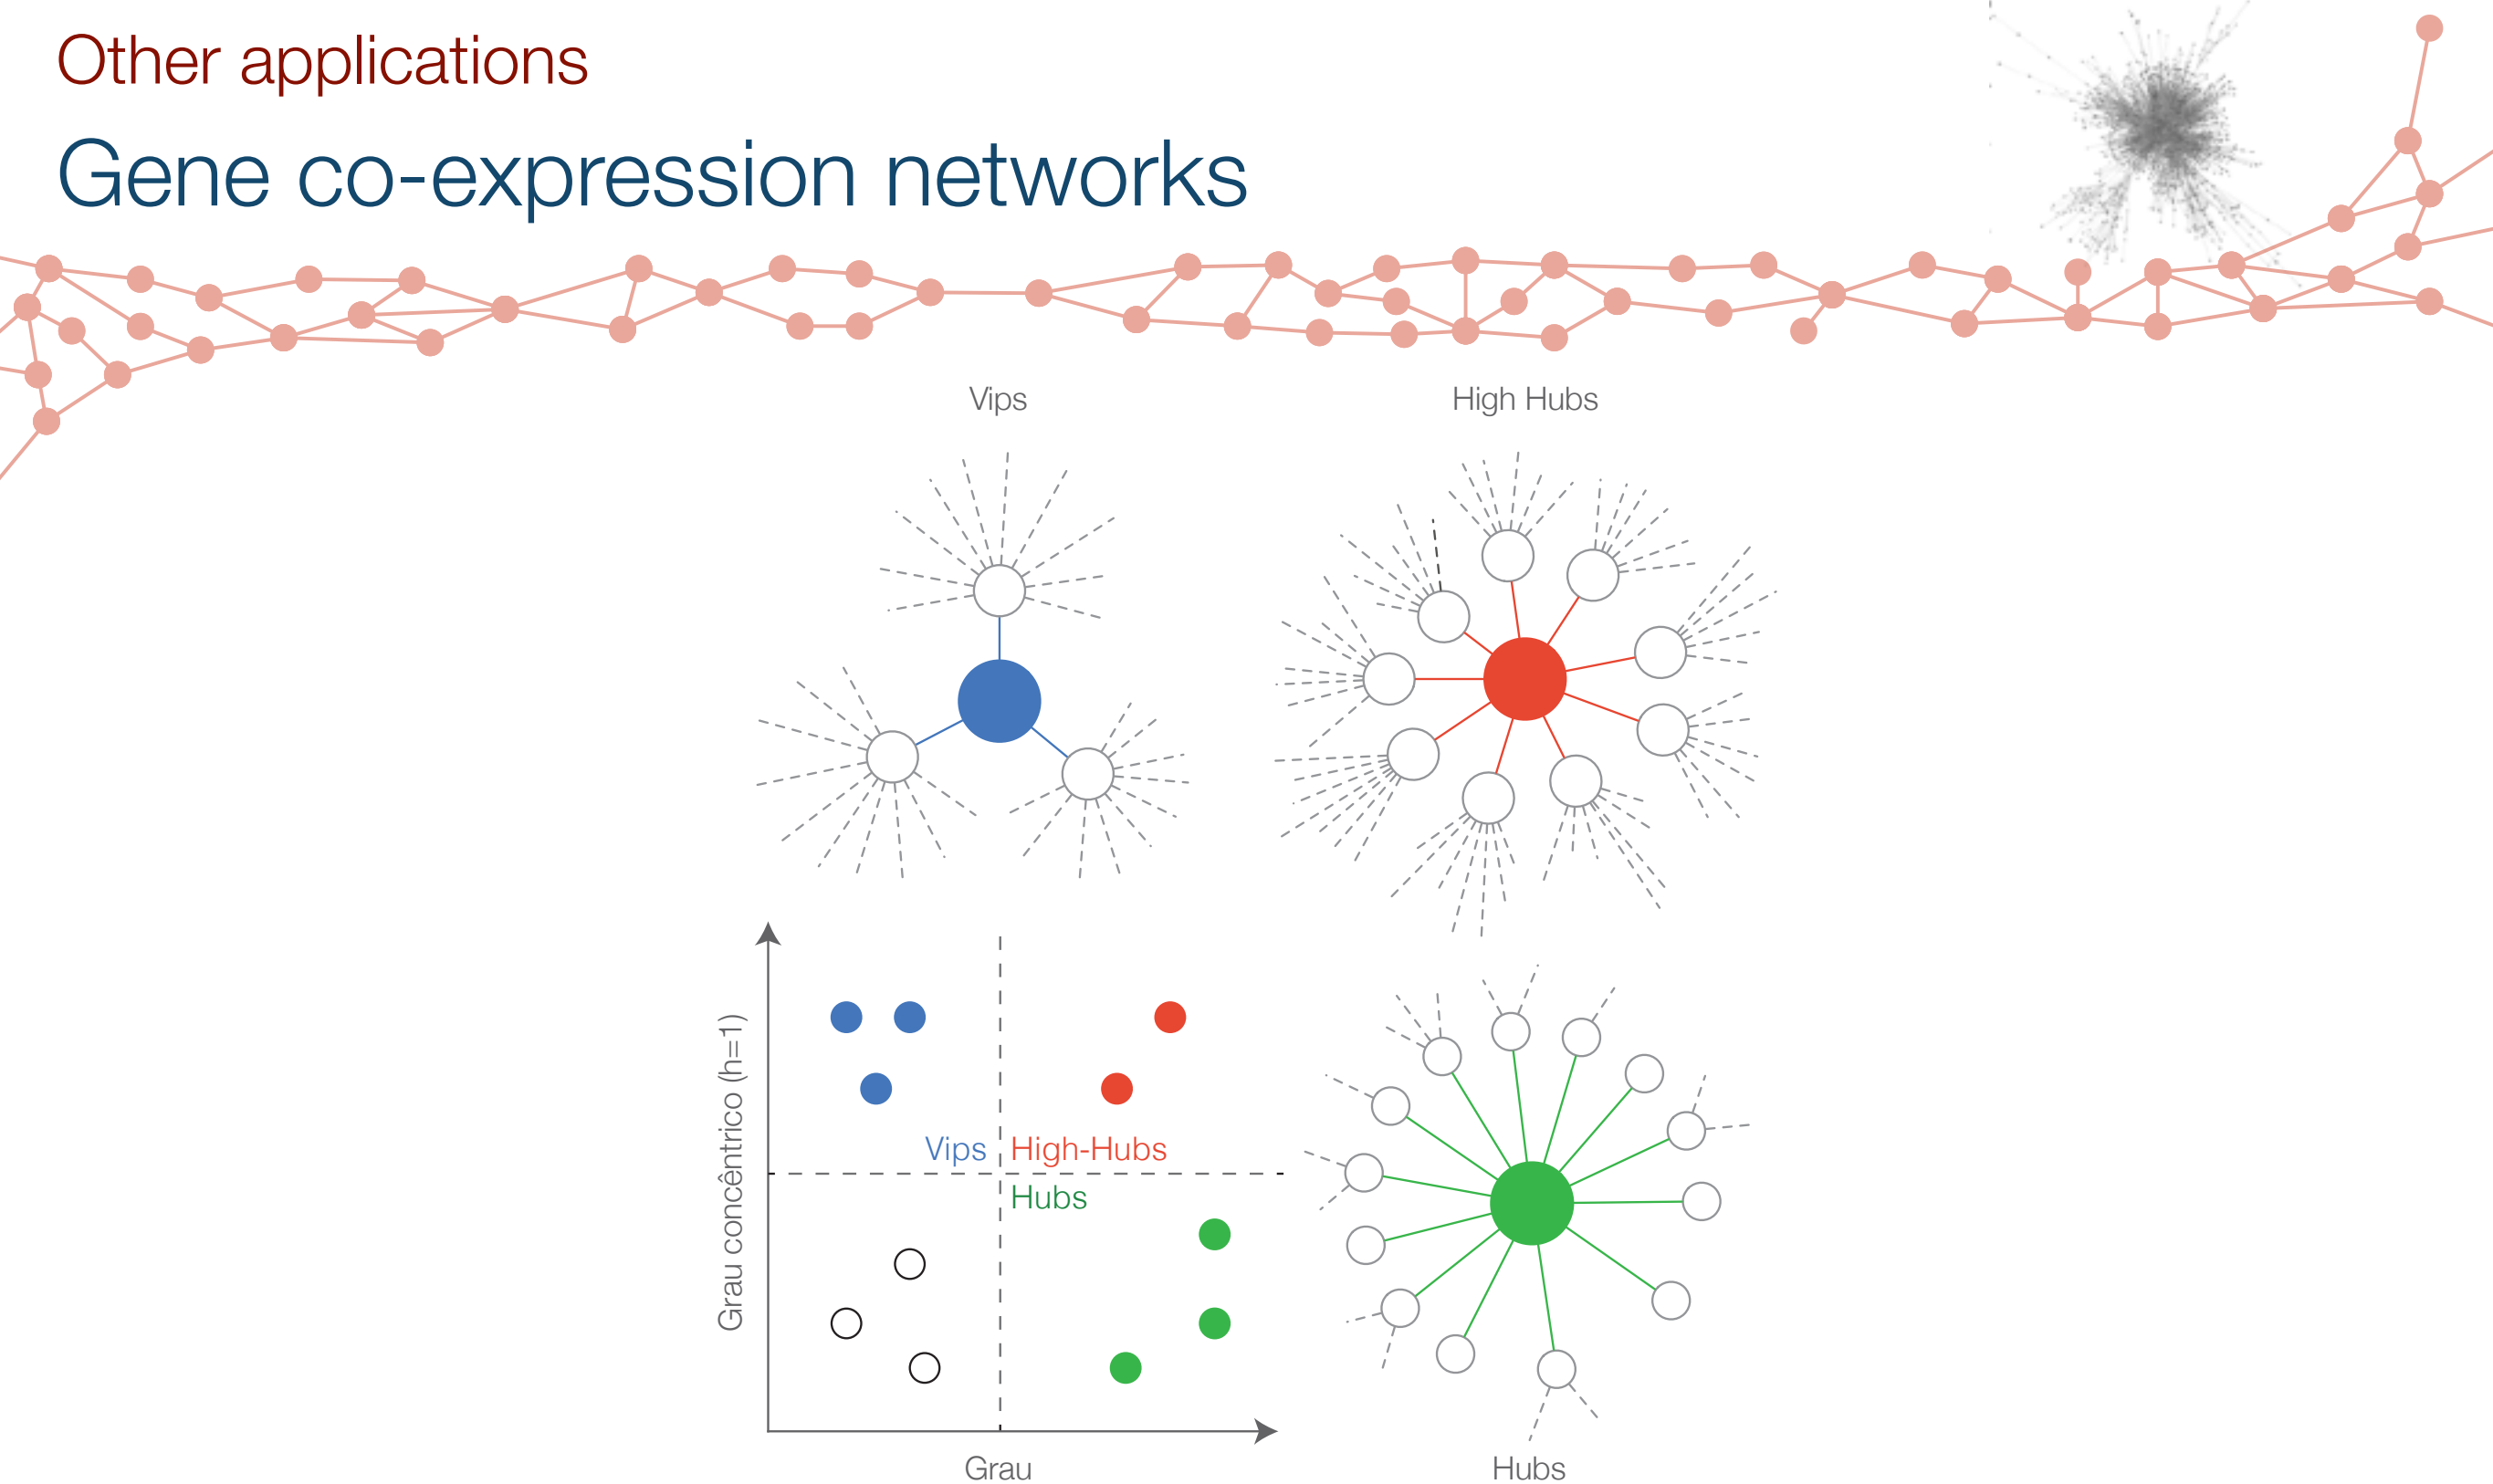 Other applications
Gene co-expression networks
Vips
High Hubs
Grau concêntrico (h=1)
Vips
High-Hubs
Hubs
Grau
Hubs